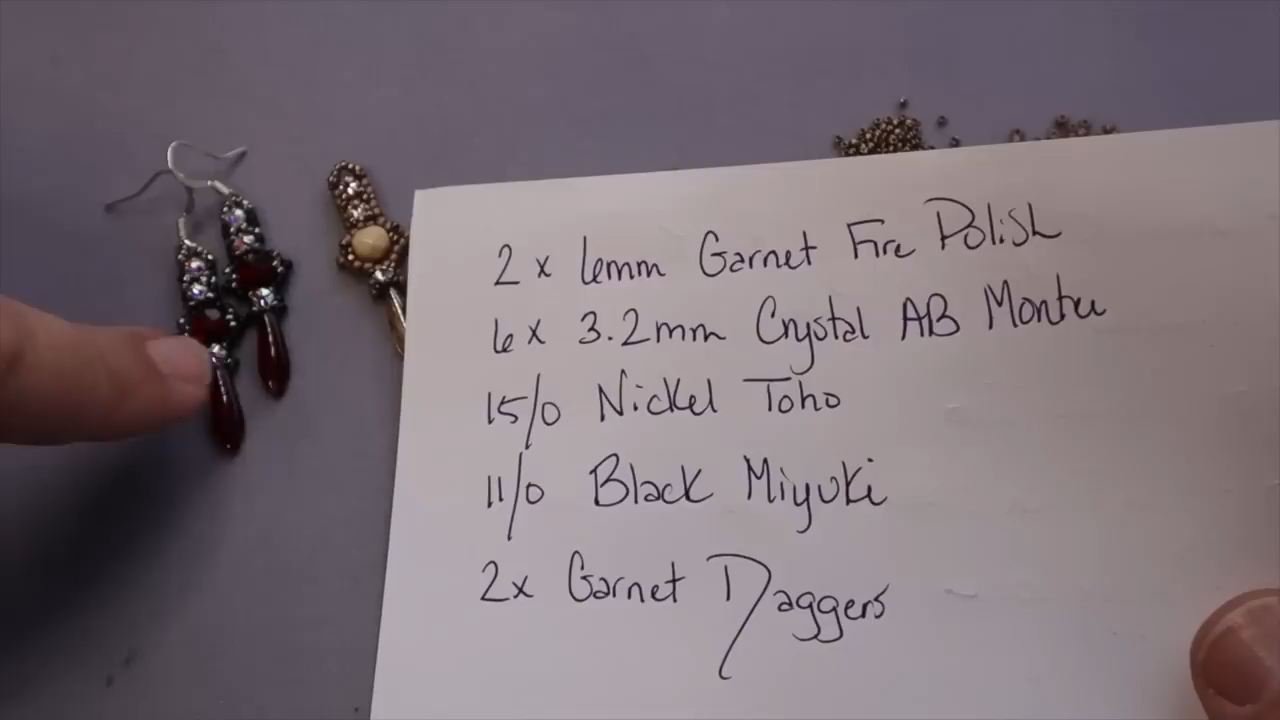 2 x 6mm Garnet Fire Polish
6 x 3.2mm Crystal AB Montee
15/0 Nickel Toho
11/0 Black Miyuki
2x Garnet Daggers